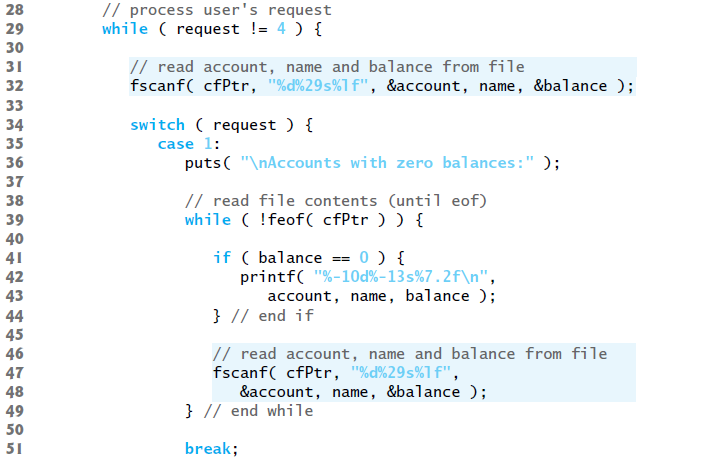 28 // process user's request
29 while ( request != 4 ) {
30
31 // read account, name and balance from file
32 fscanf( cfPtr, "%d%29s%lf", &account, name, &balance );
33
34 switch ( request ) {
35 case 1:
36 puts( "\nAccounts with zero balances:" );
37
38 // read file contents (until eof)
39 while ( !feof( cfPtr ) ) {
40
41 if ( balance == 0 ) {
42 printf( "%-10d%-13s%7.2f\n",
43 account, name, balance );
44 } // end if
45
46 // read account, name and balance from file
47 fscanf( cfPtr, "%d%29s%lf",
48 &account, name, &balance );
49 } // end while
50
51 break;